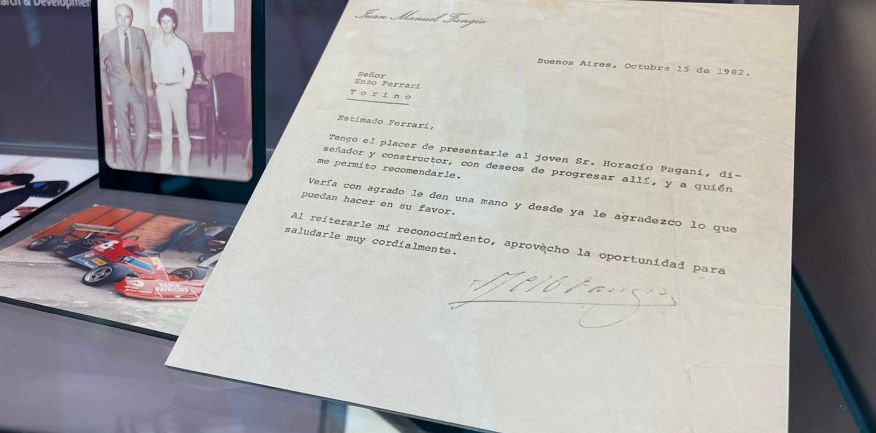 & Development
Juan Manuel Fangio
Buenos Aires, Octubre 15 de 1982.
Señor
Enzo Ferrari
T o r i n o
Estimado Ferrari,
Tengo el placer de presentarle al joven Sr. Horacio Pagani, di-
señador y constructor, con deseos de progresar allí, y a quién
me permito recomendarle.
Vería con agrado le den una mano y desde ya le agradezco lo que
puedan hacer en su favor.
Al reiterarle mi reconocimiento, aprovecho la oportunidad para
saludarle muy cordialmente.